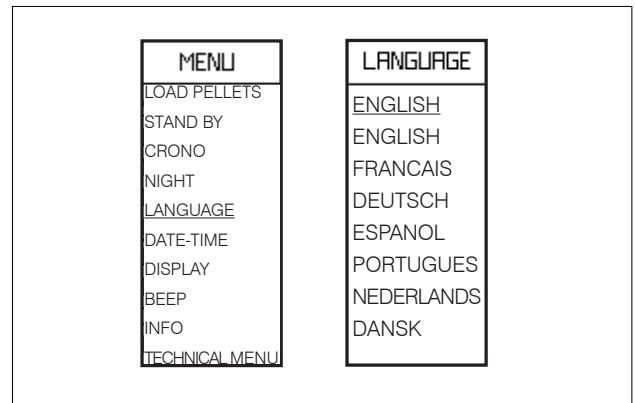 MENU
LOAD PELLETS
STAND BY
CRONO
NIGHT
LANGUAGE
DATE-TIME
DISPLAY
BEEP
INFO
TECHNICAL MENU
LANGUAGE
ENGLISH
ENGLISH
FRANCAIS
DEUTSCH
ESPANOL
PORTUGUES
NEDERLANDS
DANSK